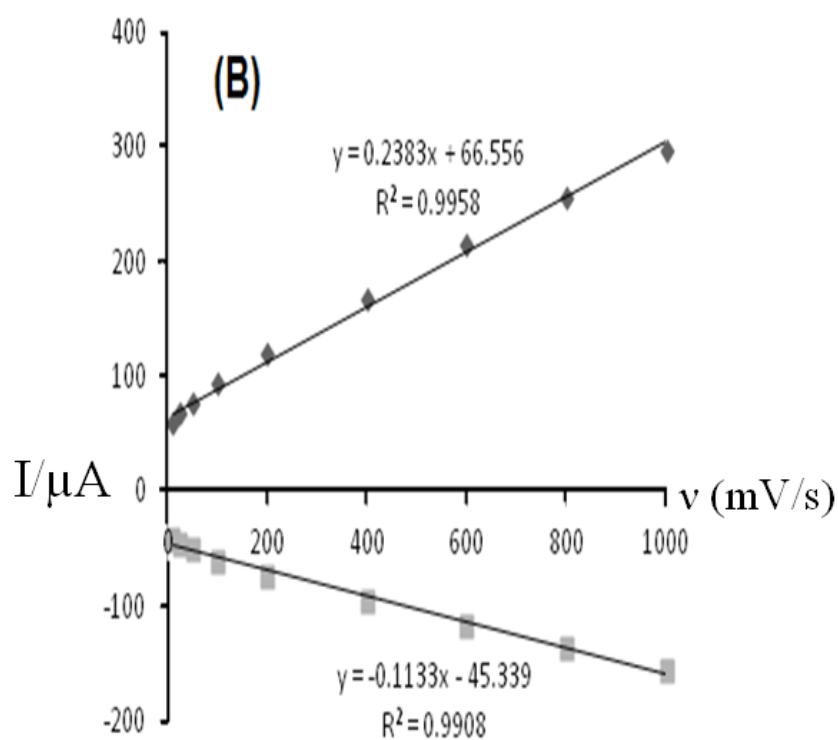 400
(B)
y = 0.2383x + 66.556
R² = 0.9958
300
200
100
I/μA
0
ν (mV/s)
0 200 400 600 800 1000
-100
y = -0.1133x - 45.339
R² = 0.9908
-200